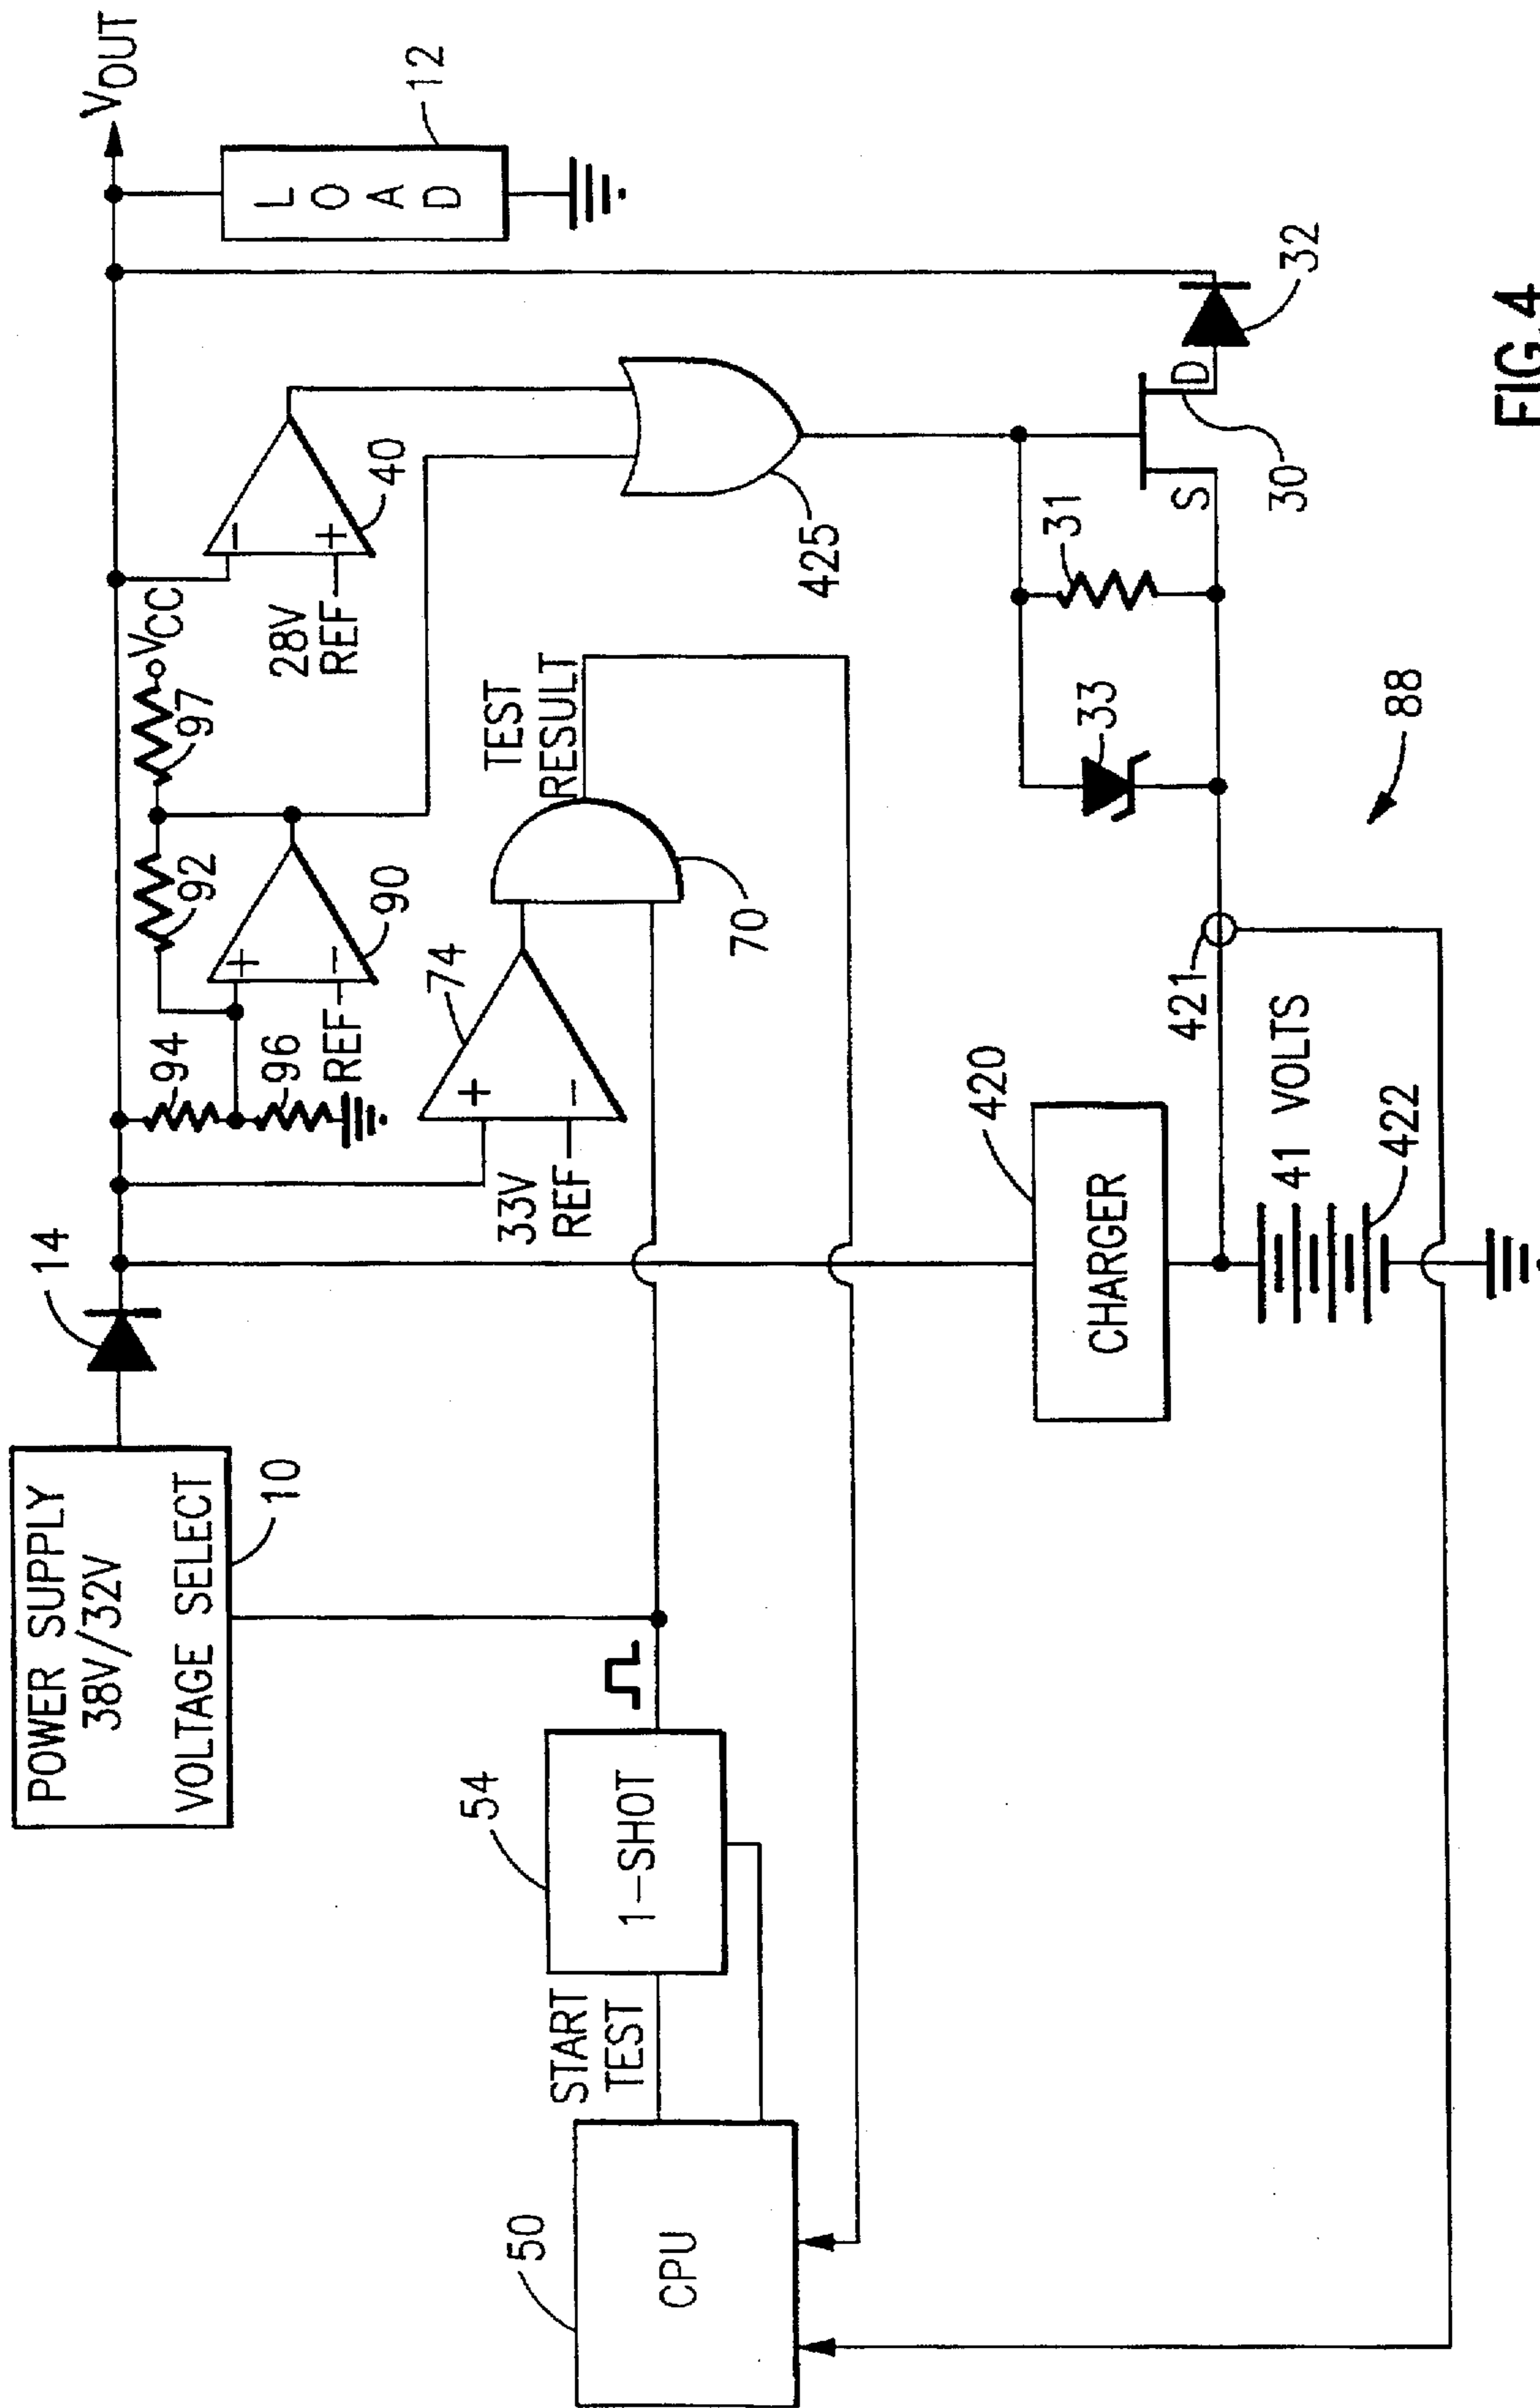 POWER SUPPLY
38V/32V
VOLTAGE SELECT
10
14
94
96
92
97
VCC
90
REF
74
33V
REF
28V
REF
40
VOUT
LOAD
12
50
CPU
START
TEST
54
1-SHOT
TEST
RESULT
70
425
420
CHARGER
41 VOLTS
422
421
33
31
S
D
30
32
88
FIG.4